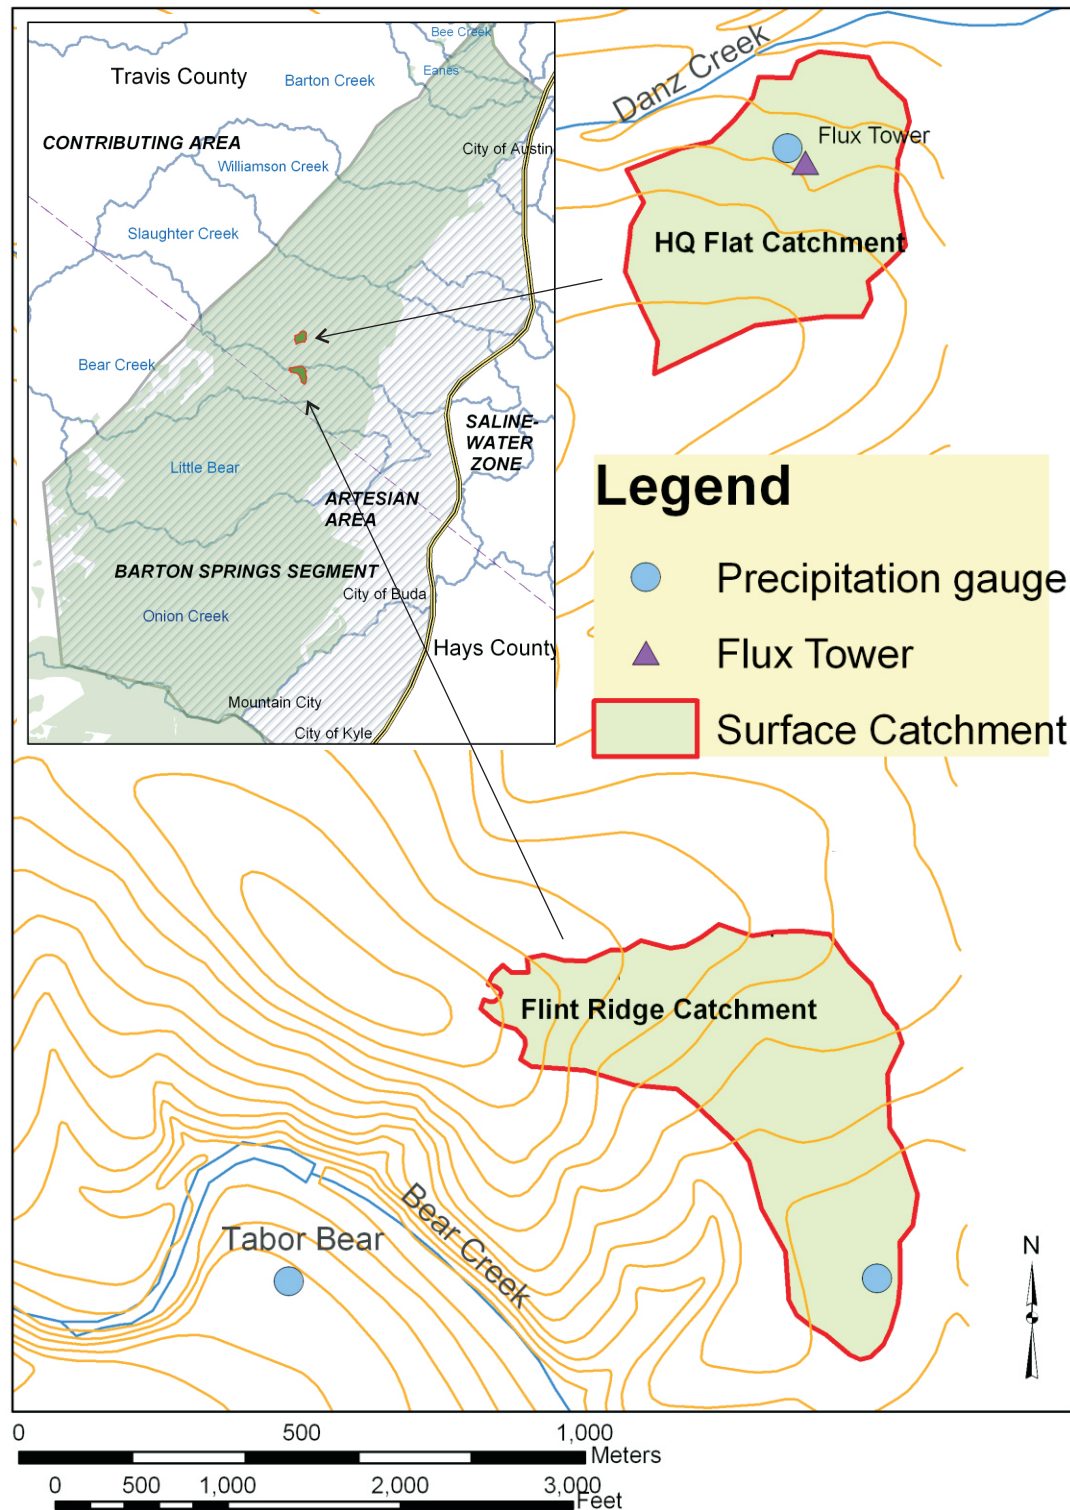 Bee Creek
Travis County
Barton Creek
Eanes
CONTRIBUTING AREA
City of Austin
Williamson Creek
Slaughter Creek
Bear Creek
SALINE-
WATER
ZONE
Little Bear
ARTESIAN
AREA
BARTON SPRINGS SEGMENT
City of Buda
Onion Creek
Hays County
Mountain City
City of Kyle
Danz Creek
Flux Tower
HQ Flat Catchment
Legend
Precipitation gauge
Flux Tower
Surface Catchment
Flint Ridge Catchment
Bear Creek
Tabor Bear
N
0 500 1,000
Meters
0 500 1,000 2,000 3,000
Feet